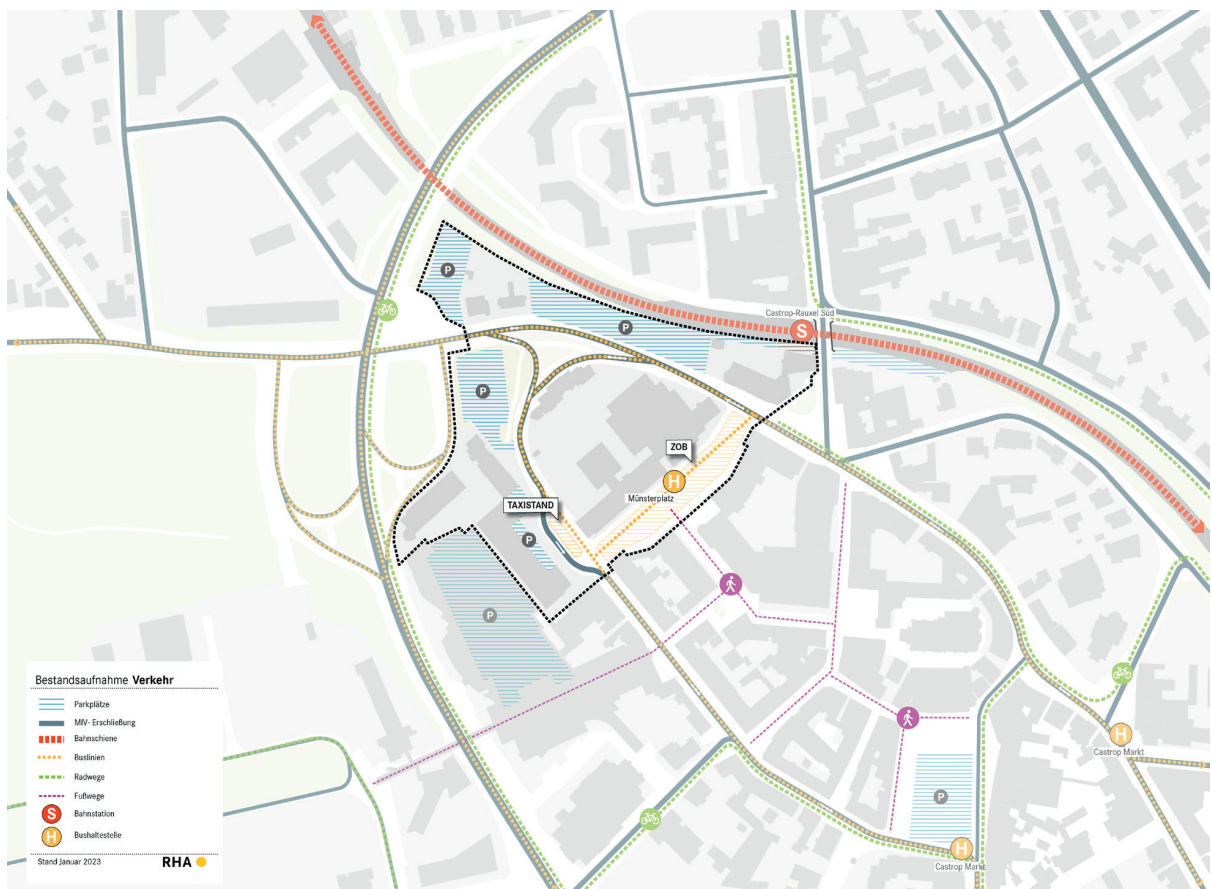 P
P
Castrop-Rauxel Süd
S
P
ZOB
H
Münsterplatz
TAXISTAND
P
P
Castrop Markt
H
P
H
Castrop Markt
Bestandsaufnahme Verkehr
Parkplätze
MIV- Erschließung
Bahnschiene
Buslinien
Radwege
Fußwege
S Bahnstation
H Bushaltestelle
Stand Januar 2023 RHA